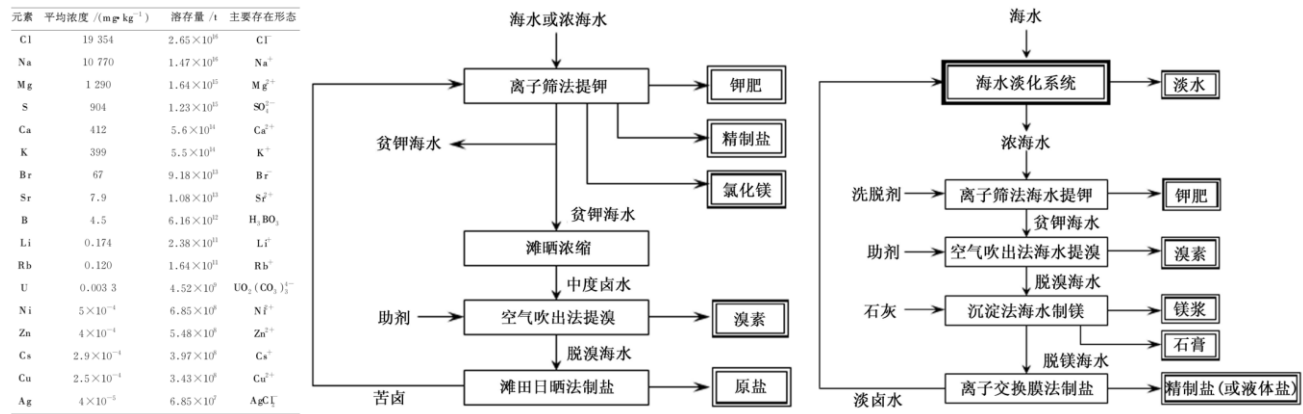 元素 平均浓度 /(mg·kg⁻¹) 溶存量 /t 主要存在形态
Cl 19 354 2.65×10¹⁶ Cl⁻
Na 10 770 1.47×10¹⁶ Na⁺
Mg 1 290 1.64×10¹⁵ Mg²⁺
S 904 1.23×10¹⁵ SO₄²⁻
Ca 412 5.6×10¹⁴ Ca²⁺
K 399 5.5×10¹⁴ K⁺
Br 67 9.18×10¹³ Br⁻
Sr 7.9 1.08×10¹³ Sr²⁺
B 4.5 6.16×10¹² H₃BO₃
Li 0.174 2.38×10¹¹ Li⁺
Rb 0.120 1.64×10¹¹ Rb⁺
U 0.003 3 4.52×10⁹ UO₂(CO₃)₃⁴⁻
Ni 5×10⁻⁴ 6.85×10⁸ Ni²⁺
Zn 4×10⁻⁴ 5.48×10⁸ Zn²⁺
Cs 2.9×10⁻⁴ 3.97×10⁸ Cs⁺
Cu 2.5×10⁻⁴ 3.43×10⁸ Cu²⁺
Ag 4×10⁻⁵ 6.85×10⁷ AgCl₂⁻
海水或浓海水
离子筛法提钾
钾肥
精制盐
贫钾海水
氯化镁
贫钾海水
滩晒浓缩
中度卤水
助剂
空气吹出法提溴
溴素
脱溴海水
滩田日晒法制盐
原盐
苦卤
海水
海水淡化系统
淡水
浓海水
洗脱剂
离子筛法海水提钾
钾肥
贫钾海水
助剂
空气吹出法海水提溴
溴素
脱溴海水
石灰
沉淀法海水制镁
镁浆
石膏
脱镁海水
离子交换膜法制盐
精制盐(或液体盐)
淡卤水